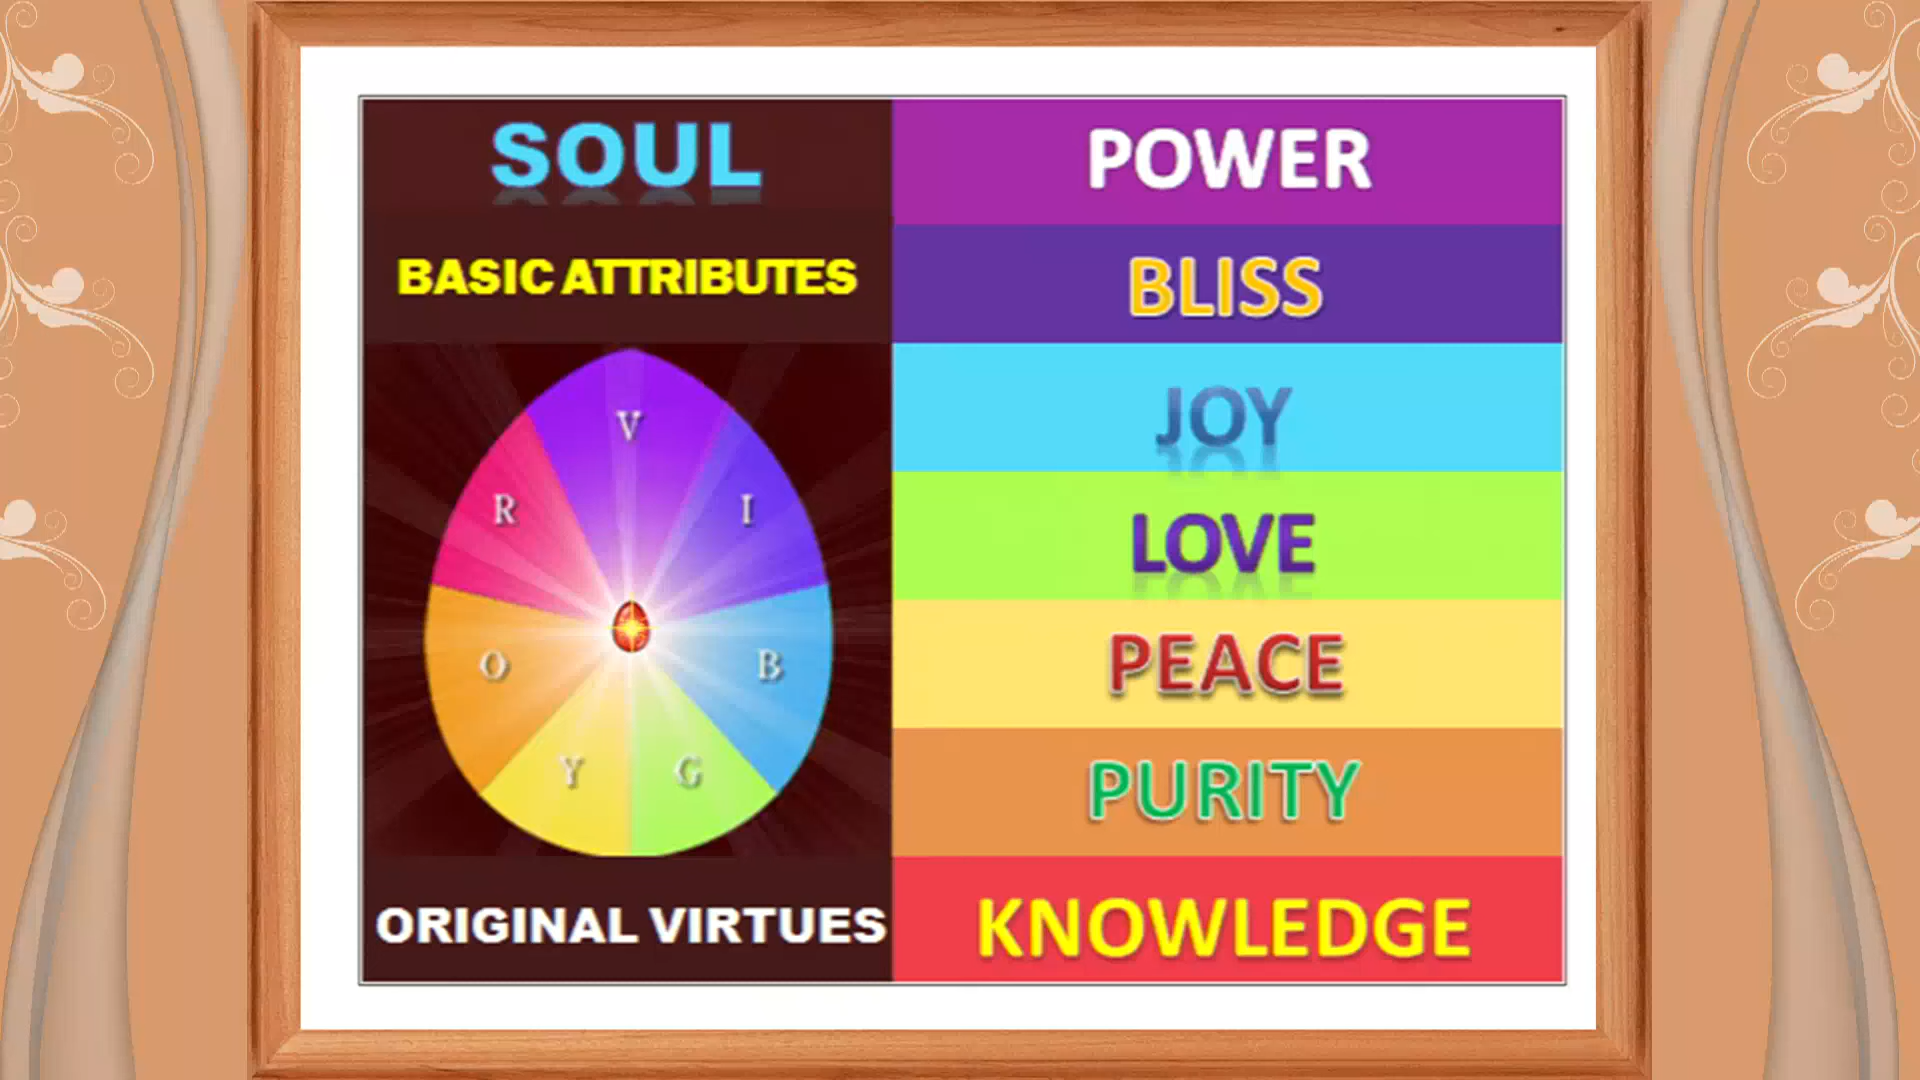 SOUL
BASIC ATTRIBUTES
V
R
I
O
B
Y
G
ORIGINAL VIRTUES
POWER
BLISS
JOY
LOVE
PEACE
PURITY
KNOWLEDGE